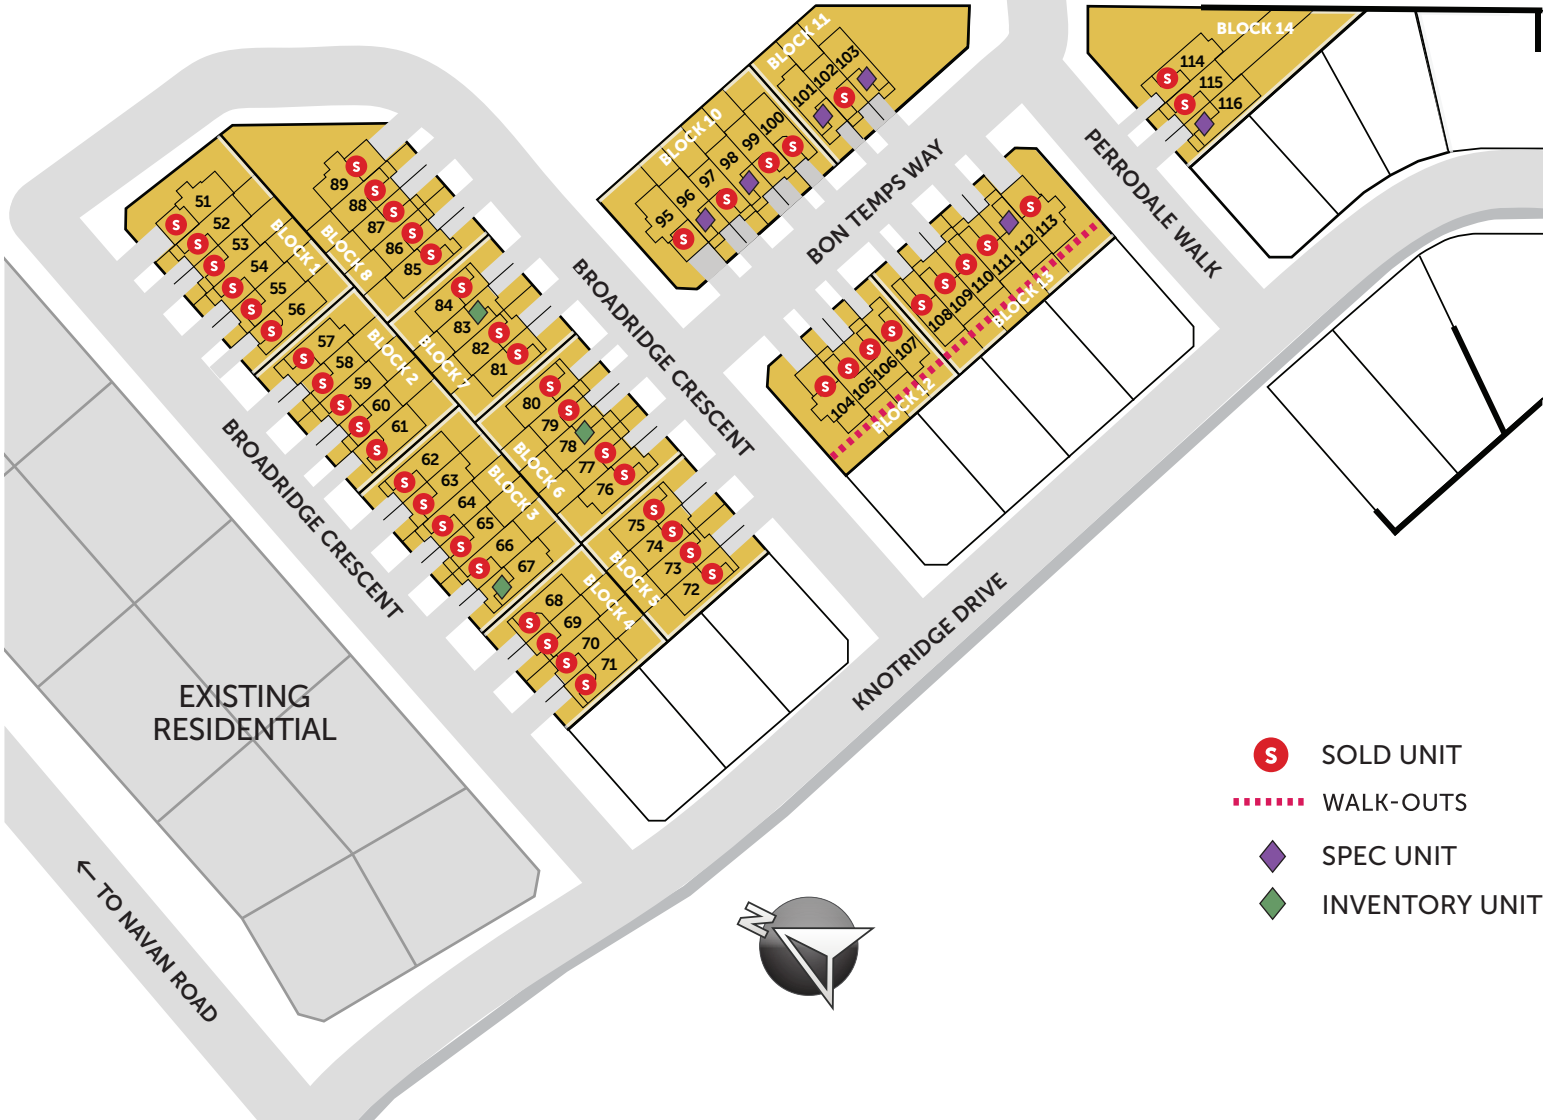 BLOCK 11
BLOCK 14
103
102
101
114
115
116
S
S
S
BLOCK 10
100
99
98
97
96
95
S
S
S
S
PERRODALE WALK
BON TEMPS WAY
89
88
87
86
85
S
S
S
S
S
BLOCK 8
51
52
53
54
55
56
S
S
S
S
S
S
BLOCK 1
BROADRIDGE CRESCENT
113
112
111
110
109
108
S
S
S
S
S
BLOCK 13
84
83
82
81
S
S
S
BLOCK 7
57
58
59
60
61
S
S
S
S
S
BLOCK 2
107
106
105
104
S
S
S
S
BLOCK 12
80
79
78
77
76
S
S
S
S
BLOCK 6
62
63
64
65
66
67
S
S
S
S
S
BLOCK 3
BROADRIDGE CRESCENT
75
74
73
72
S
S
S
S
BLOCK 5
68
69
70
71
S
S
S
S
BLOCK 4
KNOTRIDGE DRIVE
EXISTING
RESIDENTIAL
← TO NAVAN ROAD
N
S SOLD UNIT
WALK-OUTS
SPEC UNIT
INVENTORY UNIT